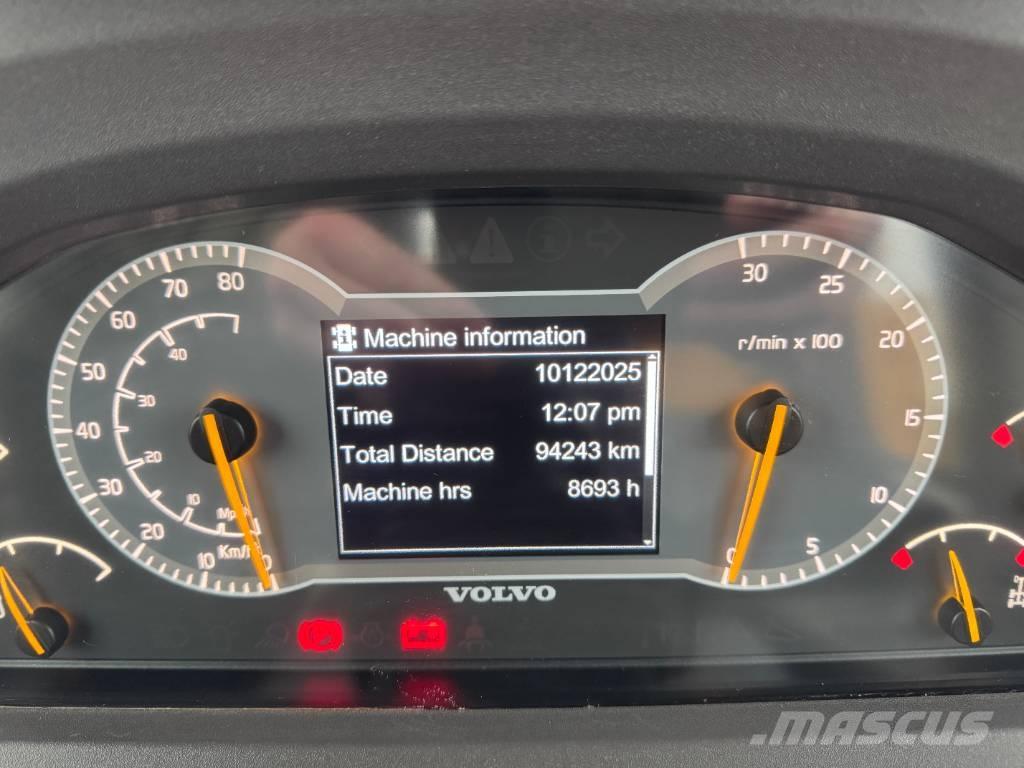 Machine information
Date 10122025
Time 12:07 pm
Total Distance 94243 km
Machine hrs 8693 h
80
70
60
50
40
30
20
10
0
40
30
20
10
Km/h
30
25
20
15
10
5
0
r/min x 100
VOLVO
MASCUS